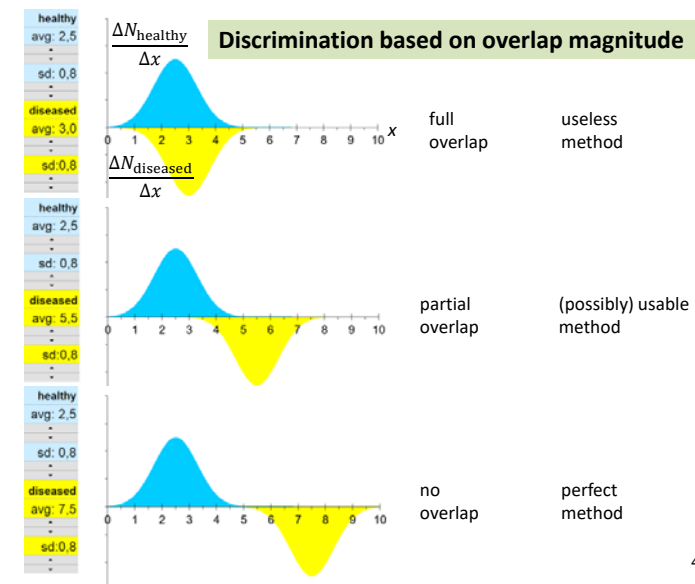 Discrimination based on overlap magnitude
healthy
avg: 2,5
sd: 0,8
diseased
avg: 3,0
sd:0,8
ΔN_healthy
Δx
0 1 2 3 4 5 6 7 8 9 10 x
ΔN_diseased
Δx
full
overlap
useless
method
healthy
avg: 2,5
sd: 0,8
diseased
avg: 5,5
sd:0,8
0 1 2 3 4 5 6 7 8 9 10
partial
overlap
(possibly) usable
method
healthy
avg: 2,5
sd: 0,8
diseased
avg: 7,5
sd:0,8
0 1 2 3 4 5 6 7 8 9 10
no
overlap
perfect
method